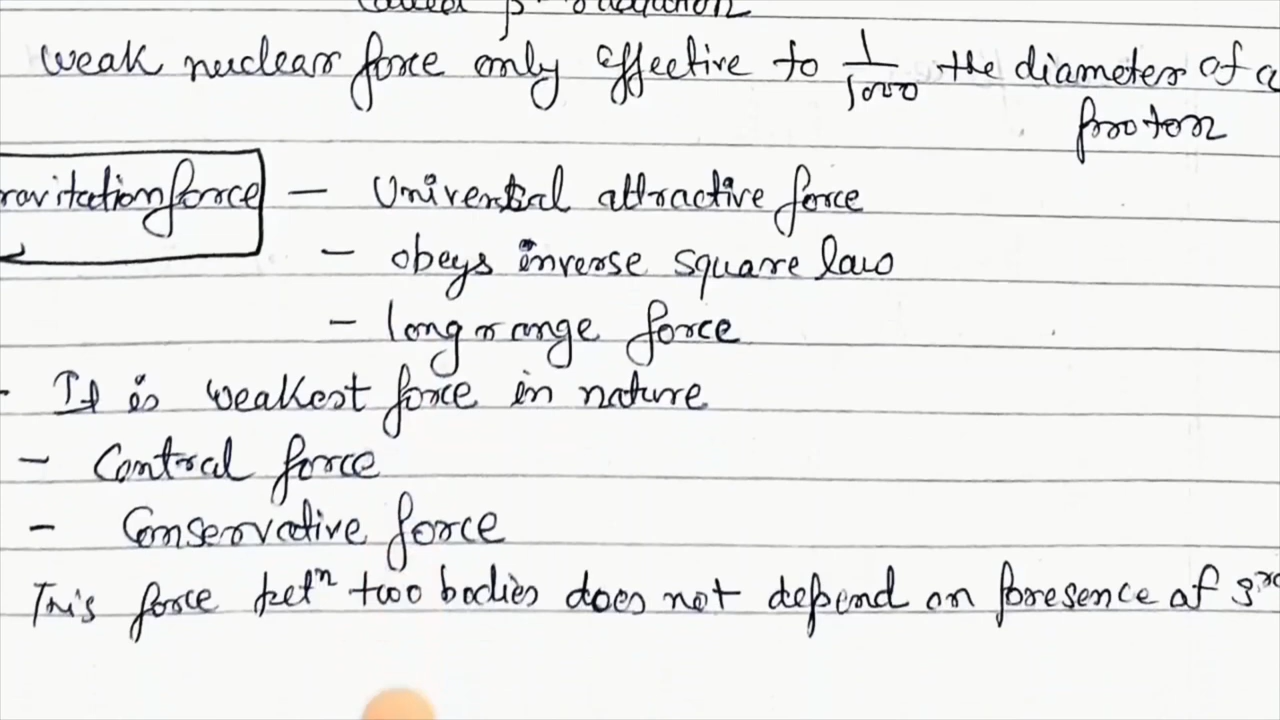 called β-
weak nuclear force only effective to 1/1000 the diameter of a
proton
ravitation force — Universal attractive force
— obeys inverse square law
— long range force
- It is weakest force in nature
— Central force
— Conservative force
This force betⁿ two bodies does not depend on presence of 3rd